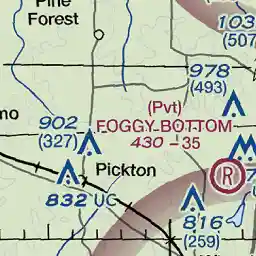 Pine
Forest
103
(507
978
(493)
(Pvt)
FOGGY BOTTOM
430 - 35
902
(327)
mo
Pickton
R
832 UC
816
(259)